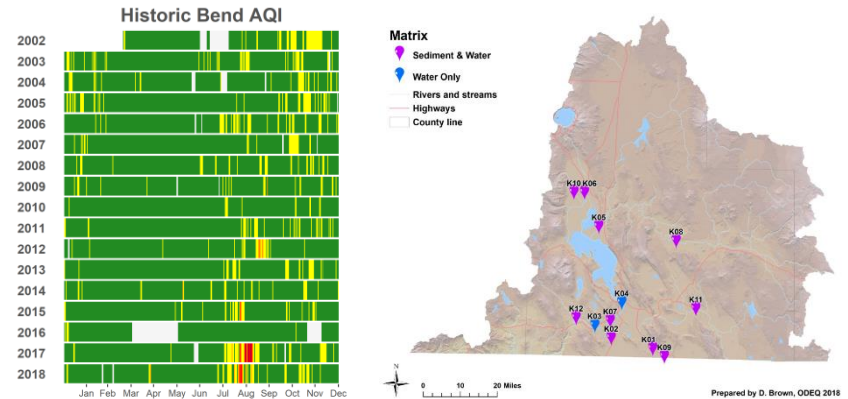 Historic Bend AQI
2002
2003
2004
2005
2006
2007
2008
2009
2010
2011
2012
2013
2014
2015
2016
2017
2018
Jan Feb Mar Apr May Jun Jul Aug Sep Oct Nov Dec
Matrix
Sediment & Water
Water Only
Rivers and streams
Highways
County line
K10 K06
K05
K08
K04
K11
K12
K03
K07
K02
K01
K09
N
0 10 20 Miles
Prepared by D. Brown, ODEQ 2018